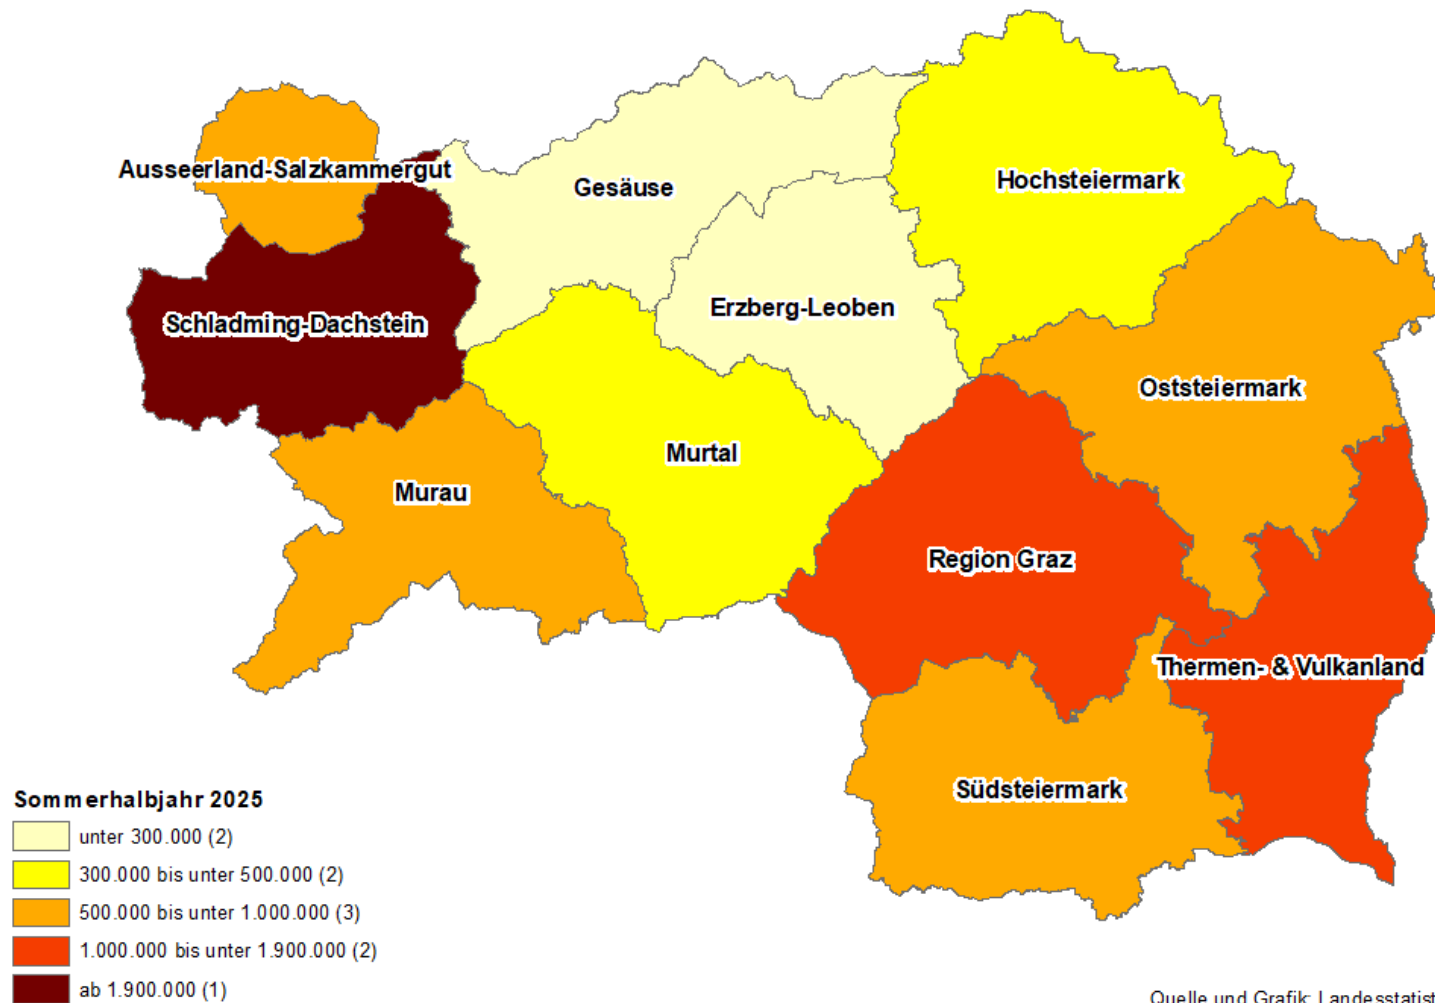 Ausseerland-Salzkammergut
Gesäuse
Hochsteiermark
Erzberg-Leoben
Schladming-Dachstein
Oststeiermark
Murtal
Murau
Region Graz
Thermen- & Vulkanland
Südsteiermark
Sommerhalbjahr 2025
unter 300.000 (2)
300.000 bis unter 500.000 (2)
500.000 bis unter 1.000.000 (3)
1.000.000 bis unter 1.900.000 (2)
ab 1.900.000 (1)
Quelle und Grafik: Landesstatist